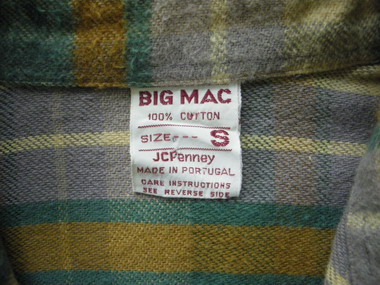 BIG MAC
100% COTTON
SIZE--- S
JCPenney
MADE IN PORTUGAL
CARE INSTRUCTIONS
SEE REVERSE SIDE